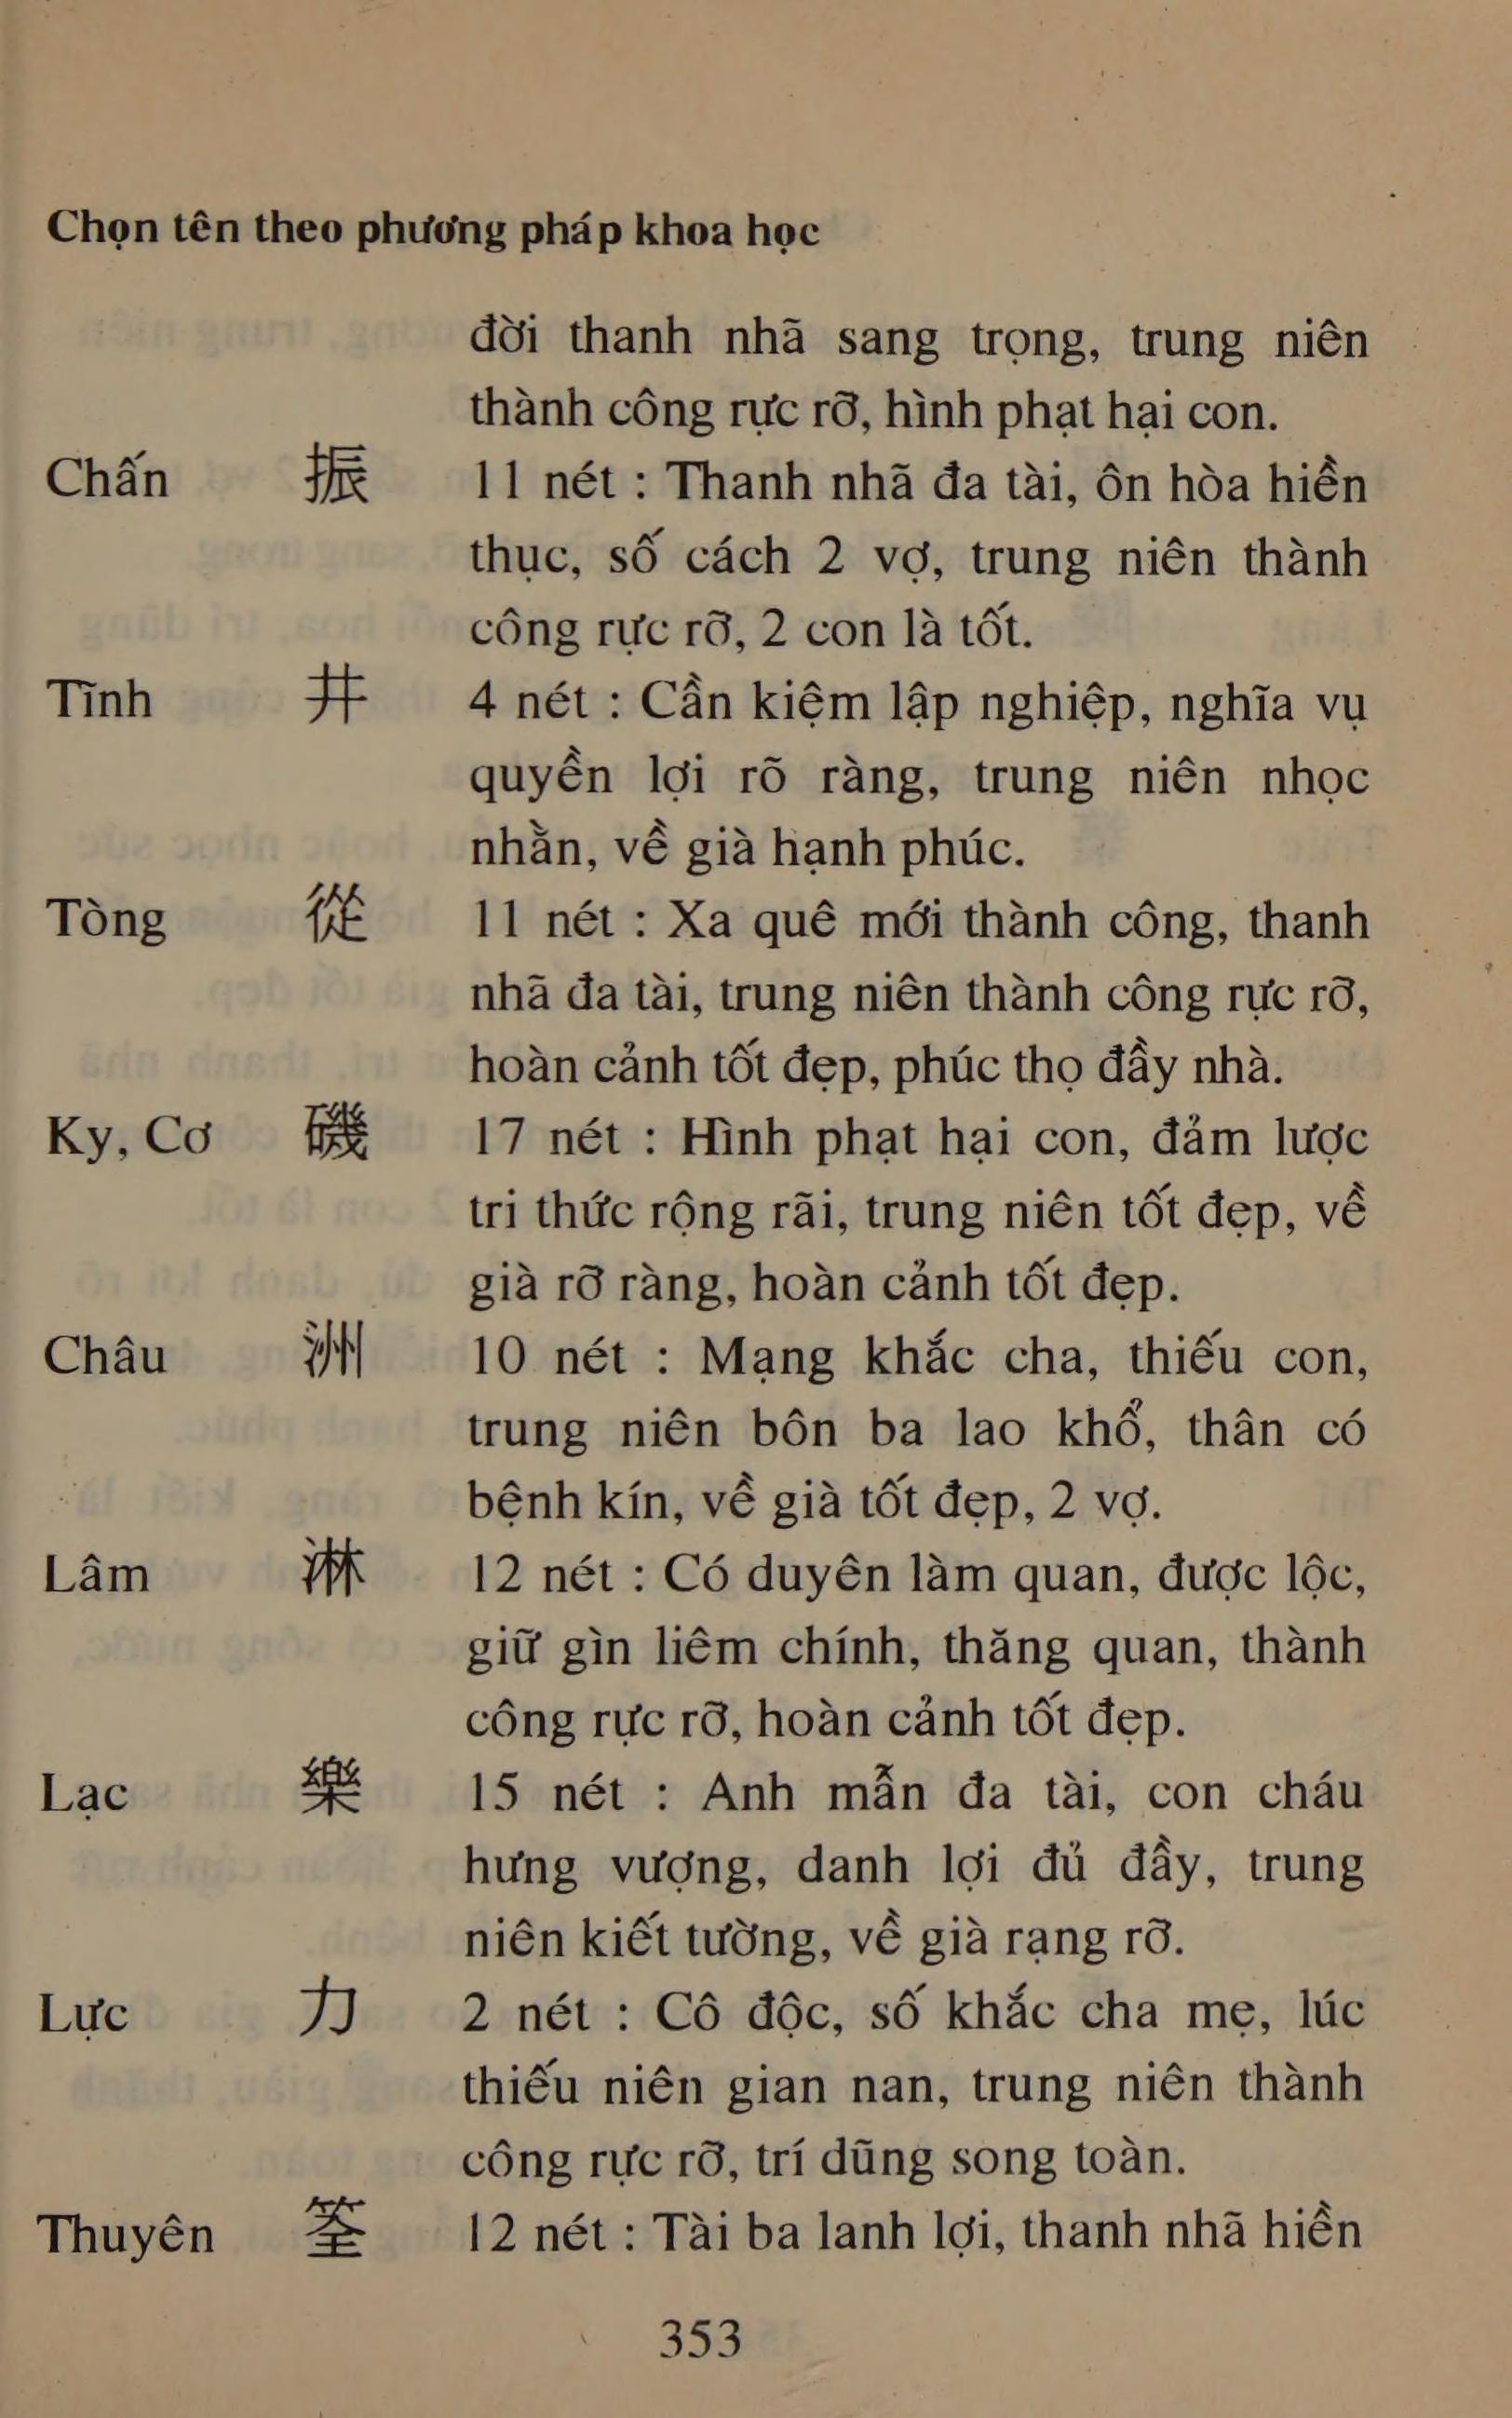 Chọn tên theo phương pháp khoa học
đời thanh nhã sang trọng, trung niên
thành công rực rỡ, hình phạt hại con.
Chấn 振 11 nét : Thanh nhã đa tài, ôn hòa hiền
thục, số cách 2 vợ, trung niên thành
công rực rỡ, 2 con là tốt.
Tĩnh 井 4 nét : Cần kiệm lập nghiệp, nghĩa vụ
quyền lợi rõ ràng, trung niên nhọc
nhằn, về già hạnh phúc.
Tòng 從 11 nét : Xa quê mới thành công, thanh
nhã đa tài, trung niên thành công rực rỡ,
hoàn cảnh tốt đẹp, phúc thọ đầy nhà.
Ky, Cơ 磯 17 nét : Hình phạt hại con, đảm lược
tri thức rộng rãi, trung niên tốt đẹp, về
già rỡ ràng, hoàn cảnh tốt đẹp.
Châu 洲 10 nét : Mạng khắc cha, thiếu con,
trung niên bôn ba lao khổ, thân có
bệnh kín, về già tốt đẹp, 2 vợ.
Lâm 淋 12 nét : Có duyên làm quan, được lộc,
giữ gìn liêm chính, thăng quan, thành
công rực rỡ, hoàn cảnh tốt đẹp.
Lạc 樂 15 nét : Anh mẫn đa tài, con cháu
hưng vượng, danh lợi đủ đầy, trung
niên kiết tường, về già rạng rỡ.
Lực 力 2 nét : Cô độc, số khắc cha mẹ, lúc
thiếu niên gian nan, trung niên thành
công rực rỡ, trí dũng song toàn.
Thuyên 筌 12 nét : Tài ba lanh lợi, thanh nhã hiền
353